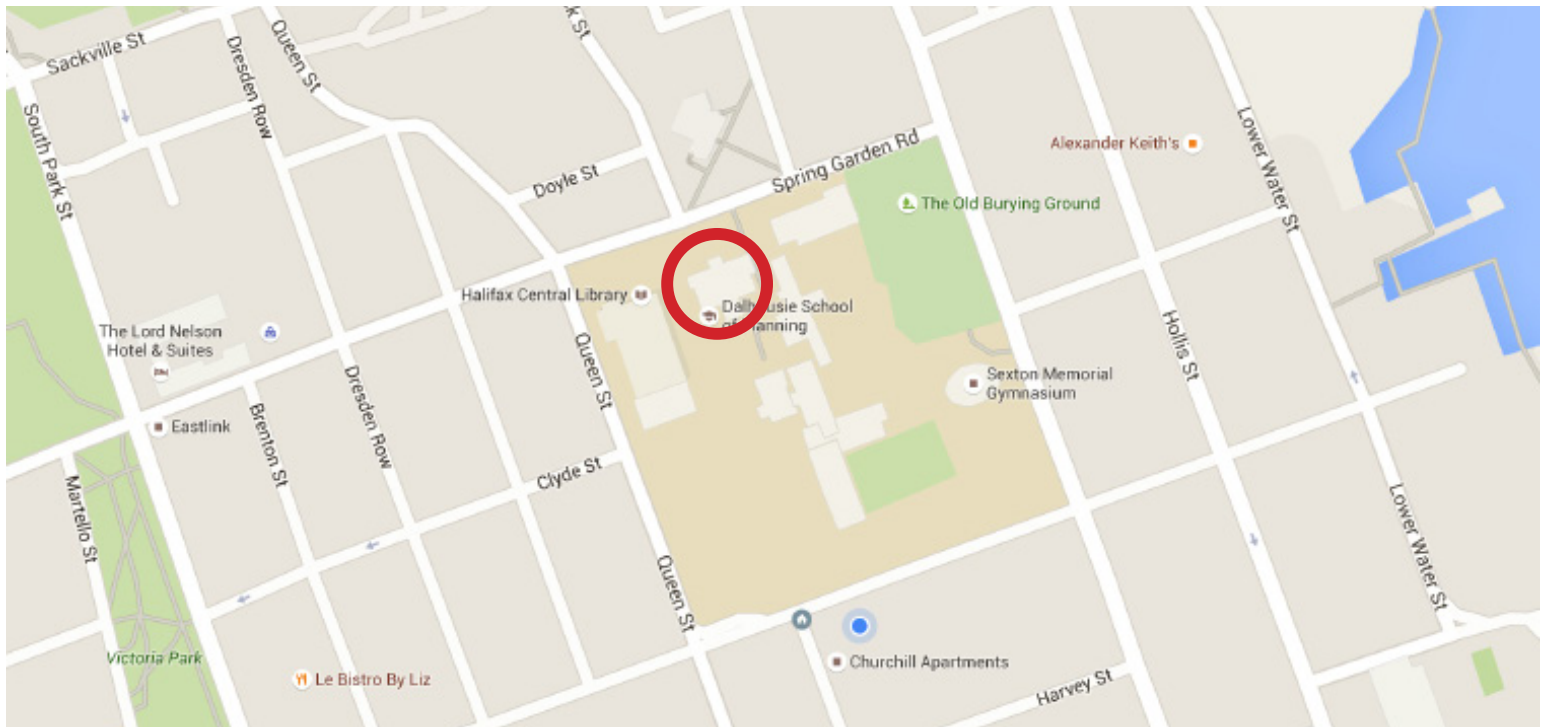 Sackville St
Dresden Row
Queen St
k St
South Park St
Doyle St
Spring Garden Rd
Alexander Keith's
Lower Water St
The Old Burying Ground
Halifax Central Library
Dalhousie School
of Planning
The Lord Nelson
Hotel & Suites
Queen St
Hollis St
Dresden Row
Sexton Memorial
Gymnasium
Eastlink
Brenton St
Clyde St
Martello St
Lower Water St
Queen St
Victoria Park
Le Bistro By Liz
Churchill Apartments
Harvey St